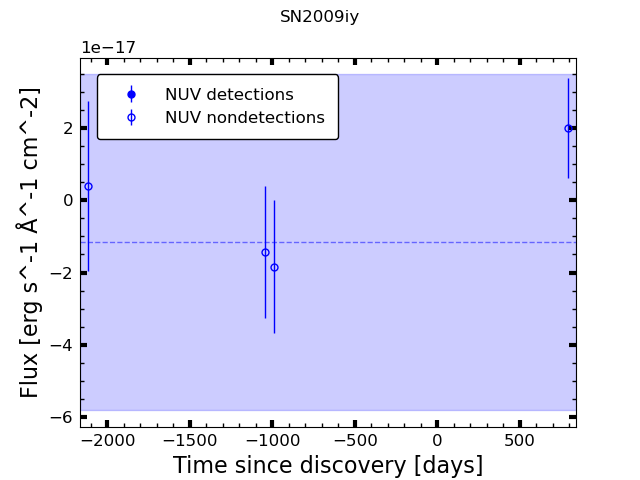 SN2009iy
1e−17
NUV detections
NUV nondetections
2
0
−2
−4
−6
Flux [erg s^-1 Å^-1 cm^-2]
−2000 −1500 −1000 −500 0 500
Time since discovery [days]